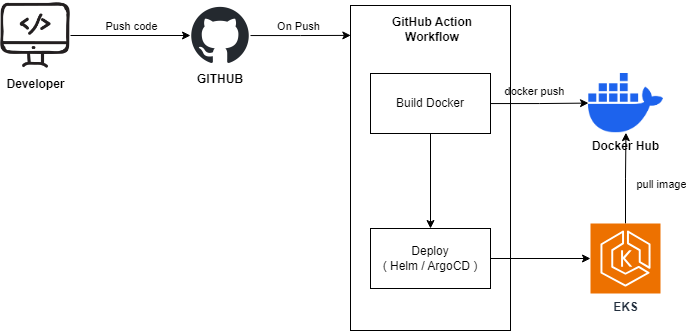 </>
Developer
Push code
GITHUB
On Push
GitHub Action
Workflow
Build Docker
docker push
Docker Hub
pull image
Deploy
( Helm / ArgoCD )
K
EKS